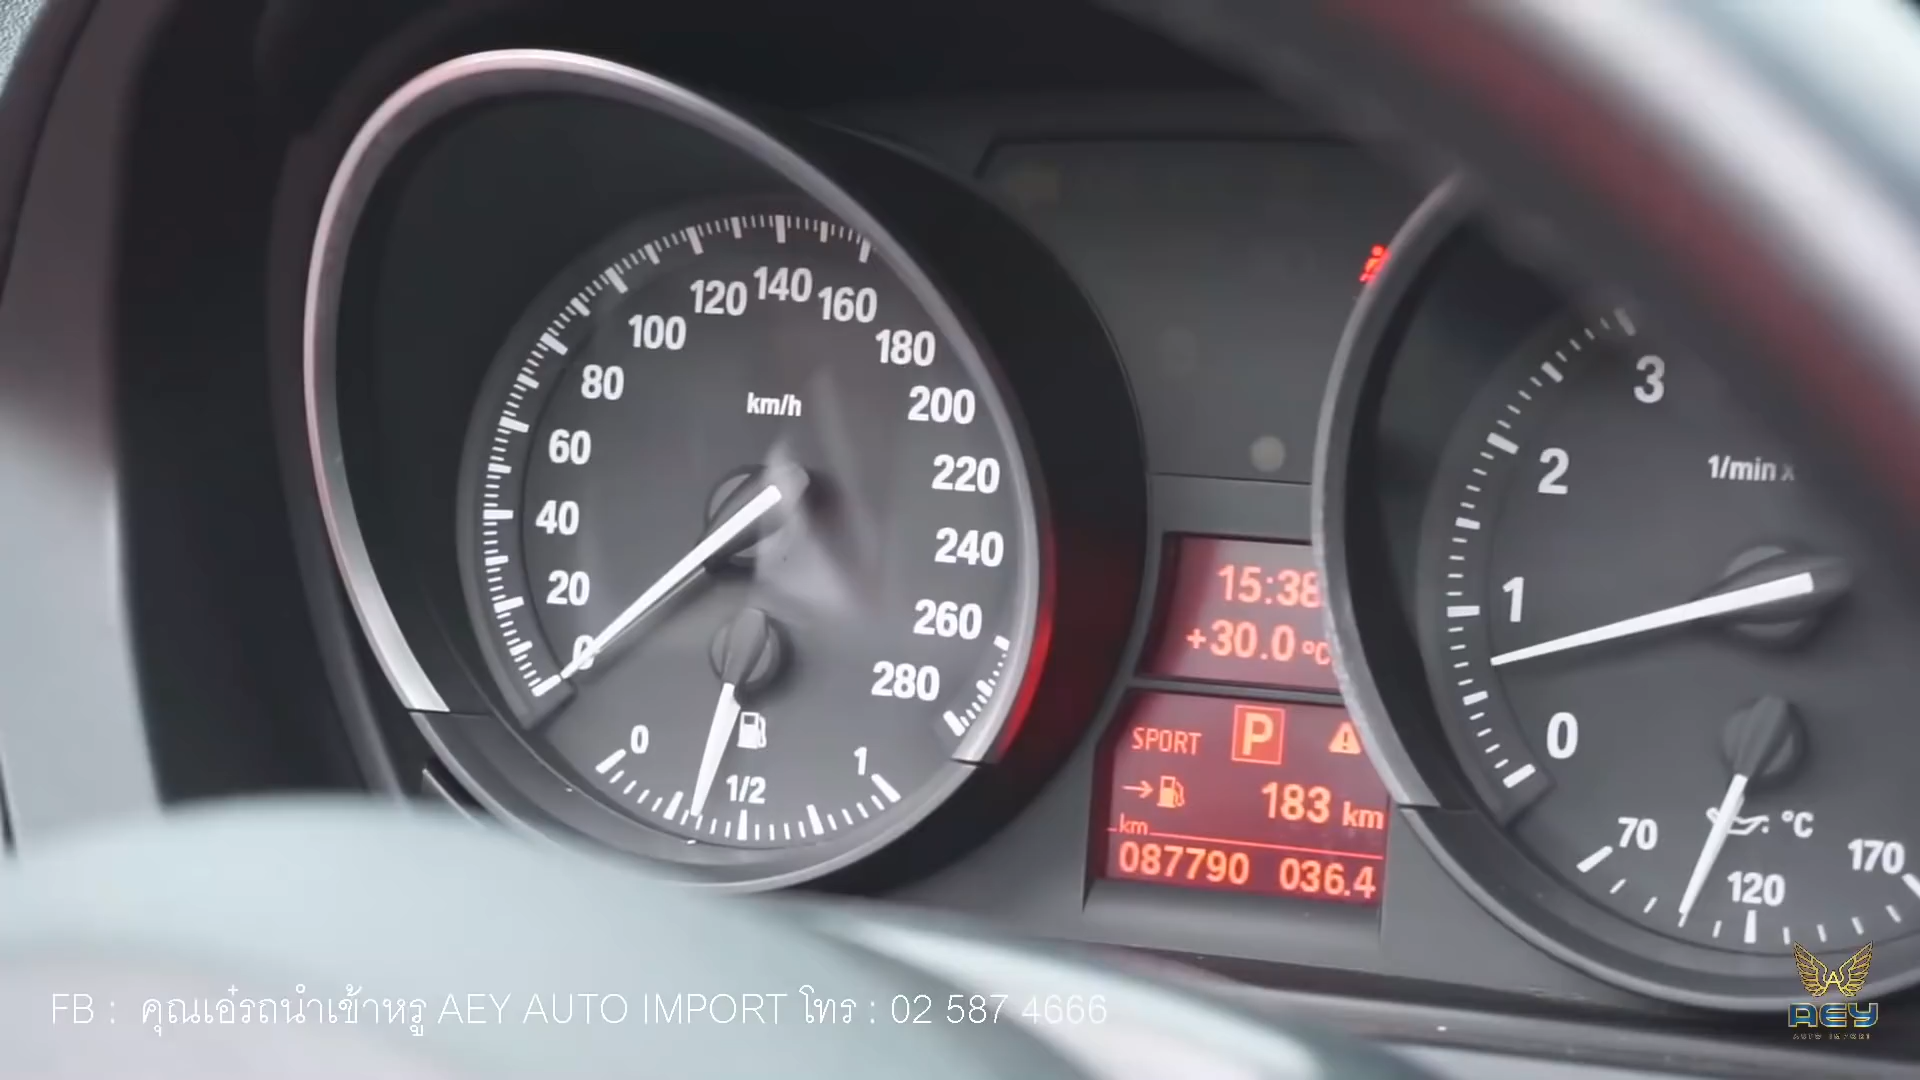 120 140 160
100 180
80 km/h 200
60 220
40 240
20 260
0 280
0 1/2 1
15:38
+30.0 °C
SPORT P
183 km
km
087790 036.4
3
2
1/min x
1
0
70 120 170 °C
FB : คุณเอ๋รถนำเข้าหรู AEY AUTO IMPORT โทร : 02 587 4666
AEY
AUTO IMPORT